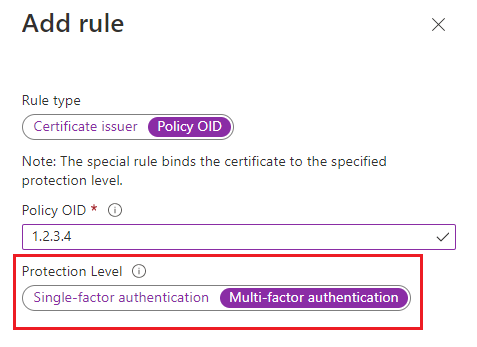 Add rule
Rule type
Certificate issuer Policy OID
Note: The special rule binds the certificate to the specified
protection level.
Policy OID *
1.2.3.4
Protection Level
Single-factor authentication Multi-factor authentication